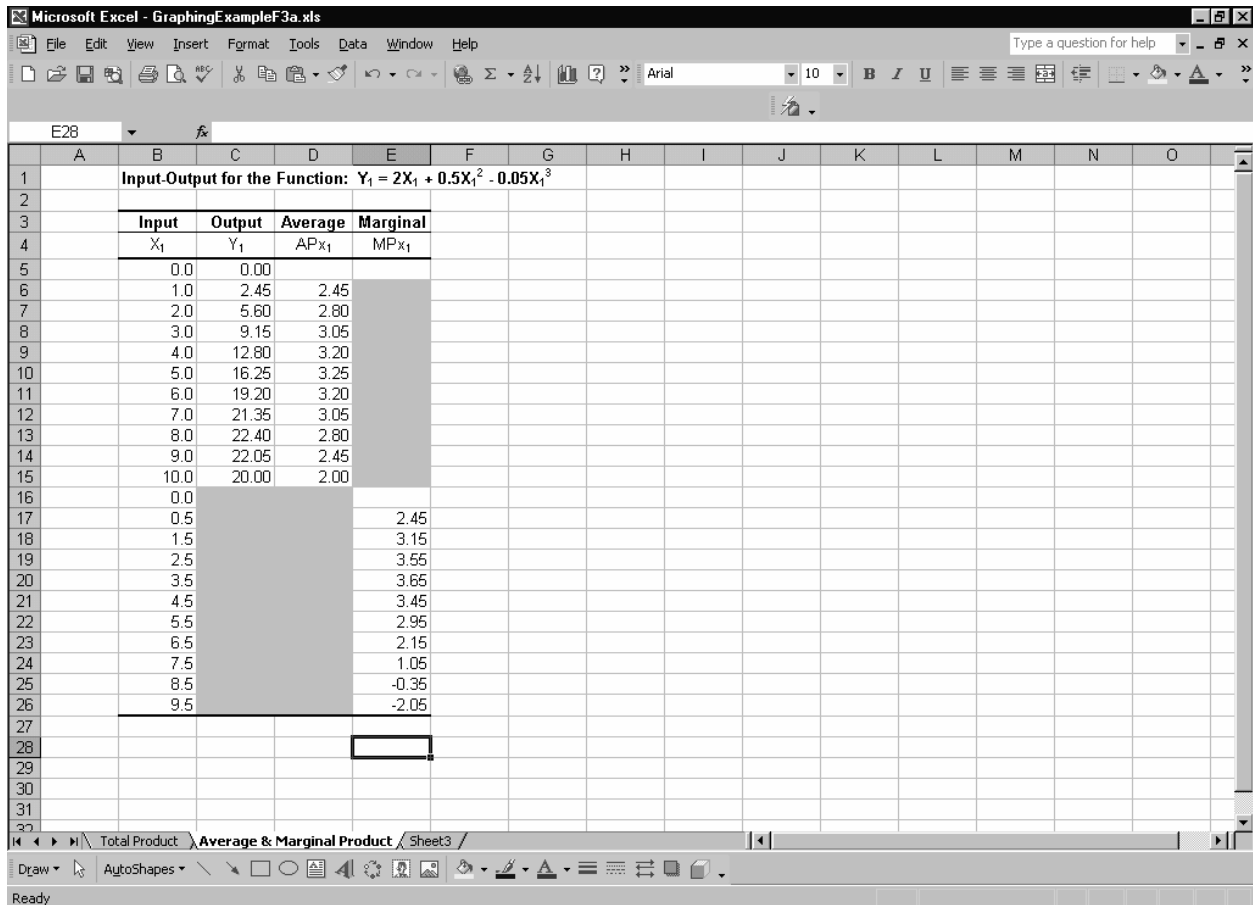 Microsoft Excel - GraphingExampleF3a.xls
File Edit View Insert Format Tools Data Window Help Type a question for help
Arial 10 B I U
E28 fx
A B C D E F G H I J K L M N O
1 Input-Output for the Function: Y₁ = 2X₁ + 0.5X₁² - 0.05X₁³
2
3 Input Output Average Marginal
4 X₁ Y₁ APx₁ MPx₁
5 0.0 0.00
6 1.0 2.45 2.45
7 2.0 5.60 2.80
8 3.0 9.15 3.05
9 4.0 12.80 3.20
10 5.0 16.25 3.25
11 6.0 19.20 3.20
12 7.0 21.35 3.05
13 8.0 22.40 2.80
14 9.0 22.05 2.45
15 10.0 20.00 2.00
16 0.0
17 0.5 2.45
18 1.5 3.15
19 2.5 3.55
20 3.5 3.65
21 4.5 3.45
22 5.5 2.95
23 6.5 2.15
24 7.5 1.05
25 8.5 -0.35
26 9.5 -2.05
27
28
29
30
31
32
Total Product Average & Marginal Product Sheet3
Draw AutoShapes
Ready